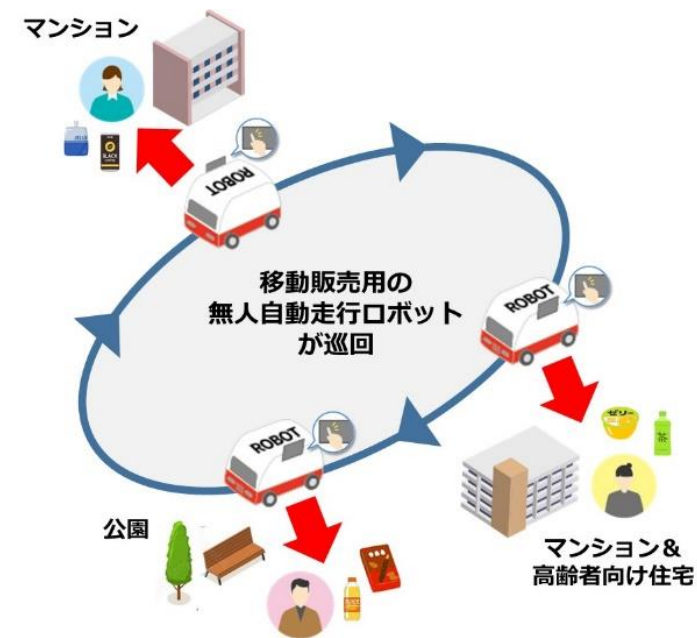 マンション
BLACK
ROBOT
移動販売用の
無人自動走行ロボット
が巡回
ROBOT
ゼリー
茶
ROBOT
公園
マンション＆
高齢者向け住宅